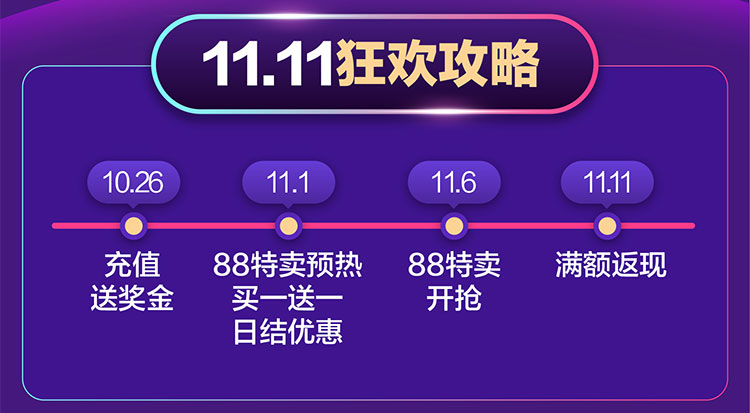 11.11狂欢攻略
10.26
11.1
11.6
11.11
充值
送奖金
88特卖预热
买一送一
日结优惠
88特卖
开抢
满额返现